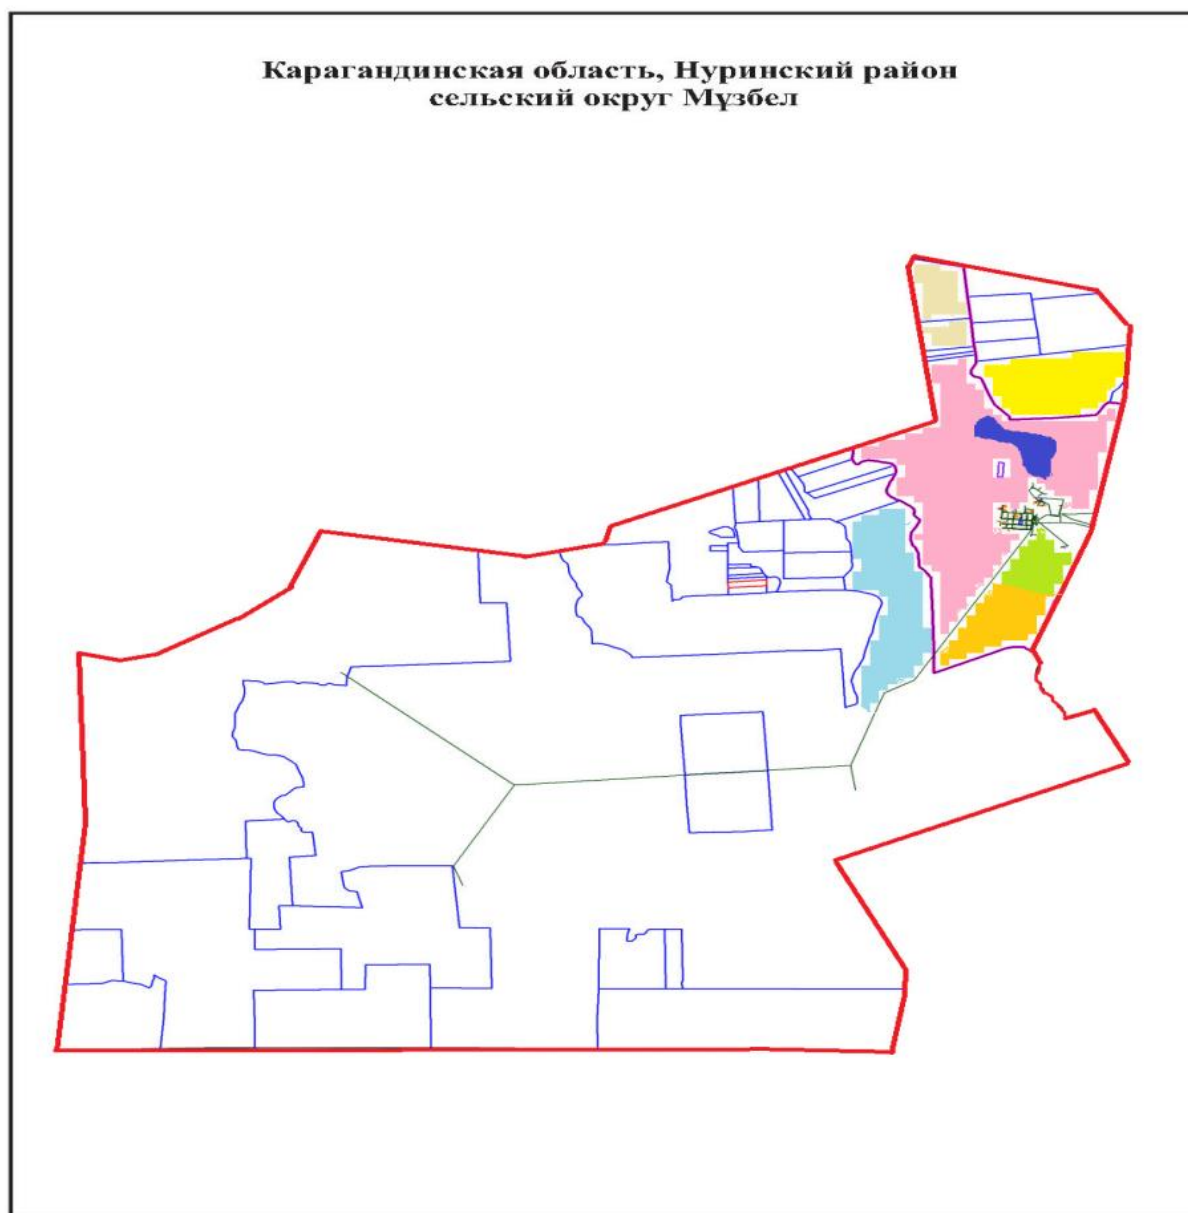 Карагандинская область, Нуринский район
сельский округ Мұзбел